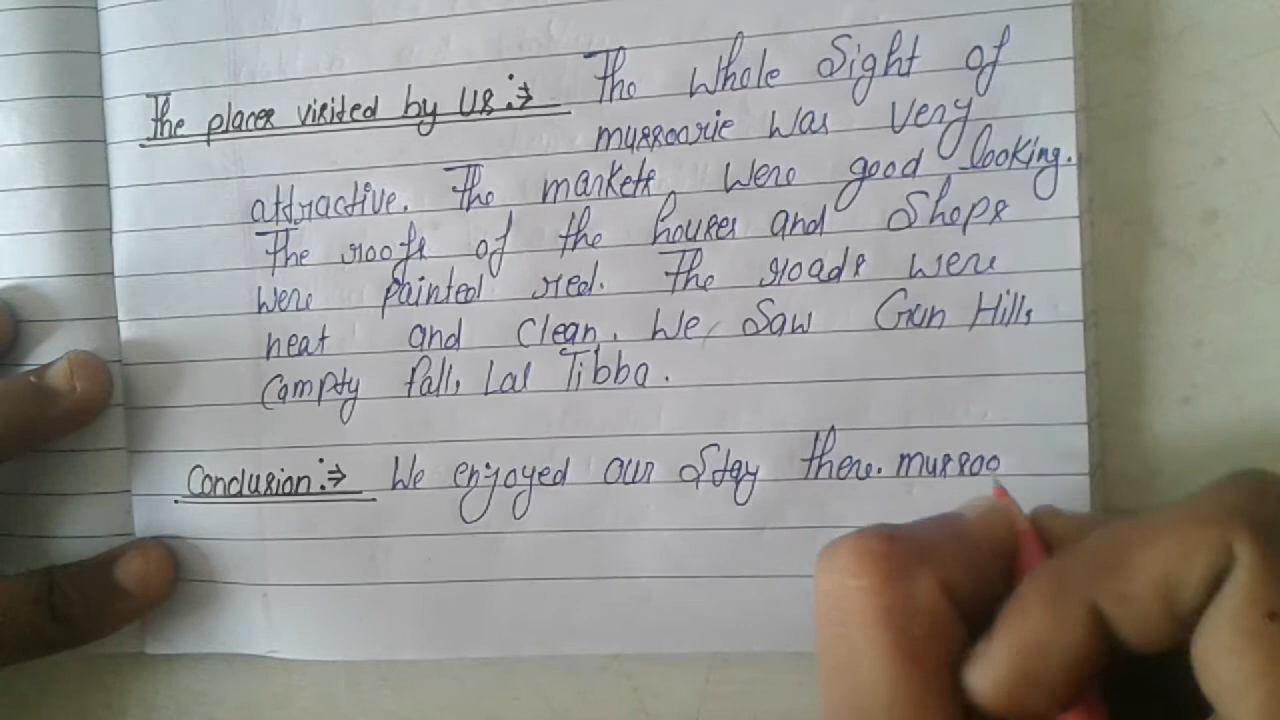 The places visited by us :→ The whole Sight of
mussoorie was very
attractive. The markets were good looking.
The roofs of the houses and Shops
were painted red. The roads were
neat and clean. We saw Gun Hill,
Campty fall, Lal Tibba.
Conclusion :→ We enjoyed our Stay there. mussoo